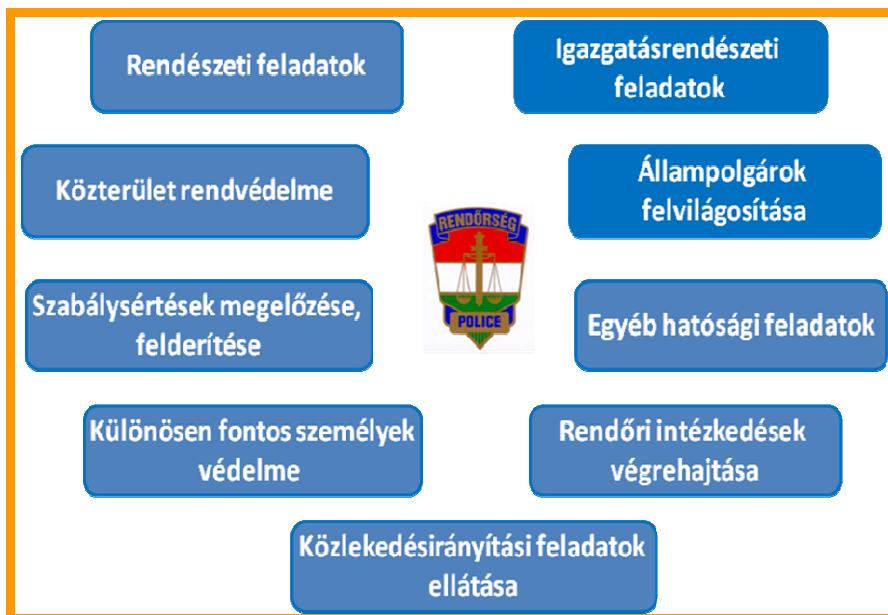 Rendészeti feladatok
Igazgatásrendészeti
feladatok
Közterület rendvédelme
Állampolgárok
felvilágosítása
RENDŐRSÉG
POLICE
Szabálysértések megelőzése,
felderítése
Egyéb hatósági feladatok
Különösen fontos személyek
védelme
Rendőri intézkedések
végrehajtása
Közlekedésirányítási feladatok
ellátása